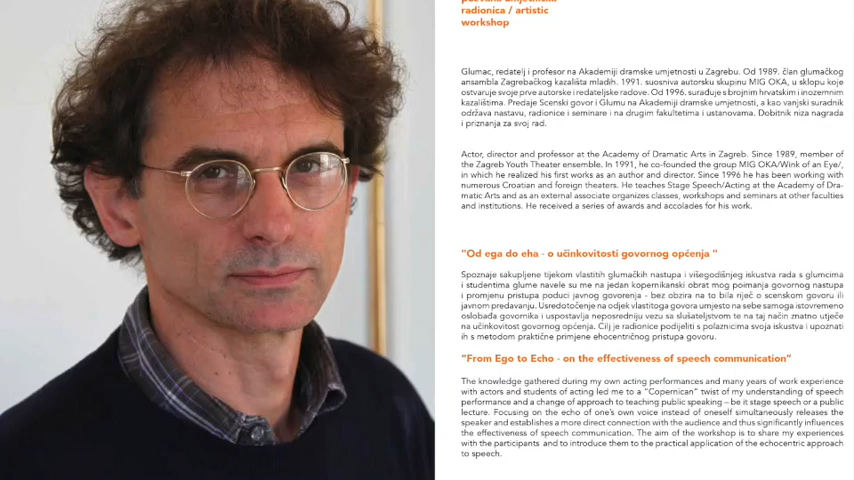 radionica / artistic
workshop
Glumac, redatelj i profesor na Akademiji dramske umjetnosti u Zagrebu. Od 1989. član glumačkog
ansambla Zagrebačkog kazališta mladih. 1991. suosniva autorsku skupinu MIG OKA, u sklopu koje
ostvaruje svoje prve autorske i redateljske radove. Od 1996. surađuje s brojnim hrvatskim i inozemnim
kazalištima. Predaje Scenski govor i Glumu na Akademiji dramske umjetnosti, a kao vanjski suradnik
održava nastavu, radionice i seminare i na drugim fakultetima i ustanovama. Dobitnik niza nagrada
i priznanja za svoj rad.
Actor, director and professor at the Academy of Dramatic Arts in Zagreb. Since 1989, member of
the Zagreb Youth Theater ensemble. In 1991, he co-founded the group MIG OKA/Wink of an Eye/,
in which he realized his first works as an author and director. Since 1996 he has been working with
numerous Croatian and foreign theaters. He teaches Stage Speech/Acting at the Academy of Dra-
matic Arts and as an external associate organizes classes, workshops and seminars at other faculties
and institutions. He received a series of awards and accolades for his work.
"Od ega do eha - o učinkovitosti govornog općenja "
Spoznaje sakupljene tijekom vlastitih glumačkih nastupa i višegodišnjeg iskustva rada s glumcima
i studentima glume navele su me na jedan kopernikanski obrat mog poimanja govornog nastupa
i promjenu pristupa poduci javnog govorenja - bez obzira na to bila riječ o scenskom govoru ili
javnom predavanju. Usredotočenje na odjek vlastitoga govora umjesto na sebe samoga istovremeno
oslobađa govornika i uspostavlja neposredniju vezu sa slušateljstvom te na taj način znatno utječe
na učinkovitost govornog općenja. Cilj je radionice podijeliti s polaznicima svoja iskustva i upoznati
ih s metodom praktične primjene ehocentričnog pristupa govoru.
"From Ego to Echo - on the effectiveness of speech communication"
The knowledge gathered during my own acting performances and many years of work experience
with actors and students of acting led me to a "Copernican" twist of my understanding of speech
performance and a change of approach to teaching public speaking – be it stage speech or a public
lecture. Focusing on the echo of one's own voice instead of oneself simultaneously releases the
speaker and establishes a more direct connection with the audience and thus significantly influences
the effectiveness of speech communication. The aim of the workshop is to share my experiences
with the participants and to introduce them to the practical application of the echocentric approach
to speech.